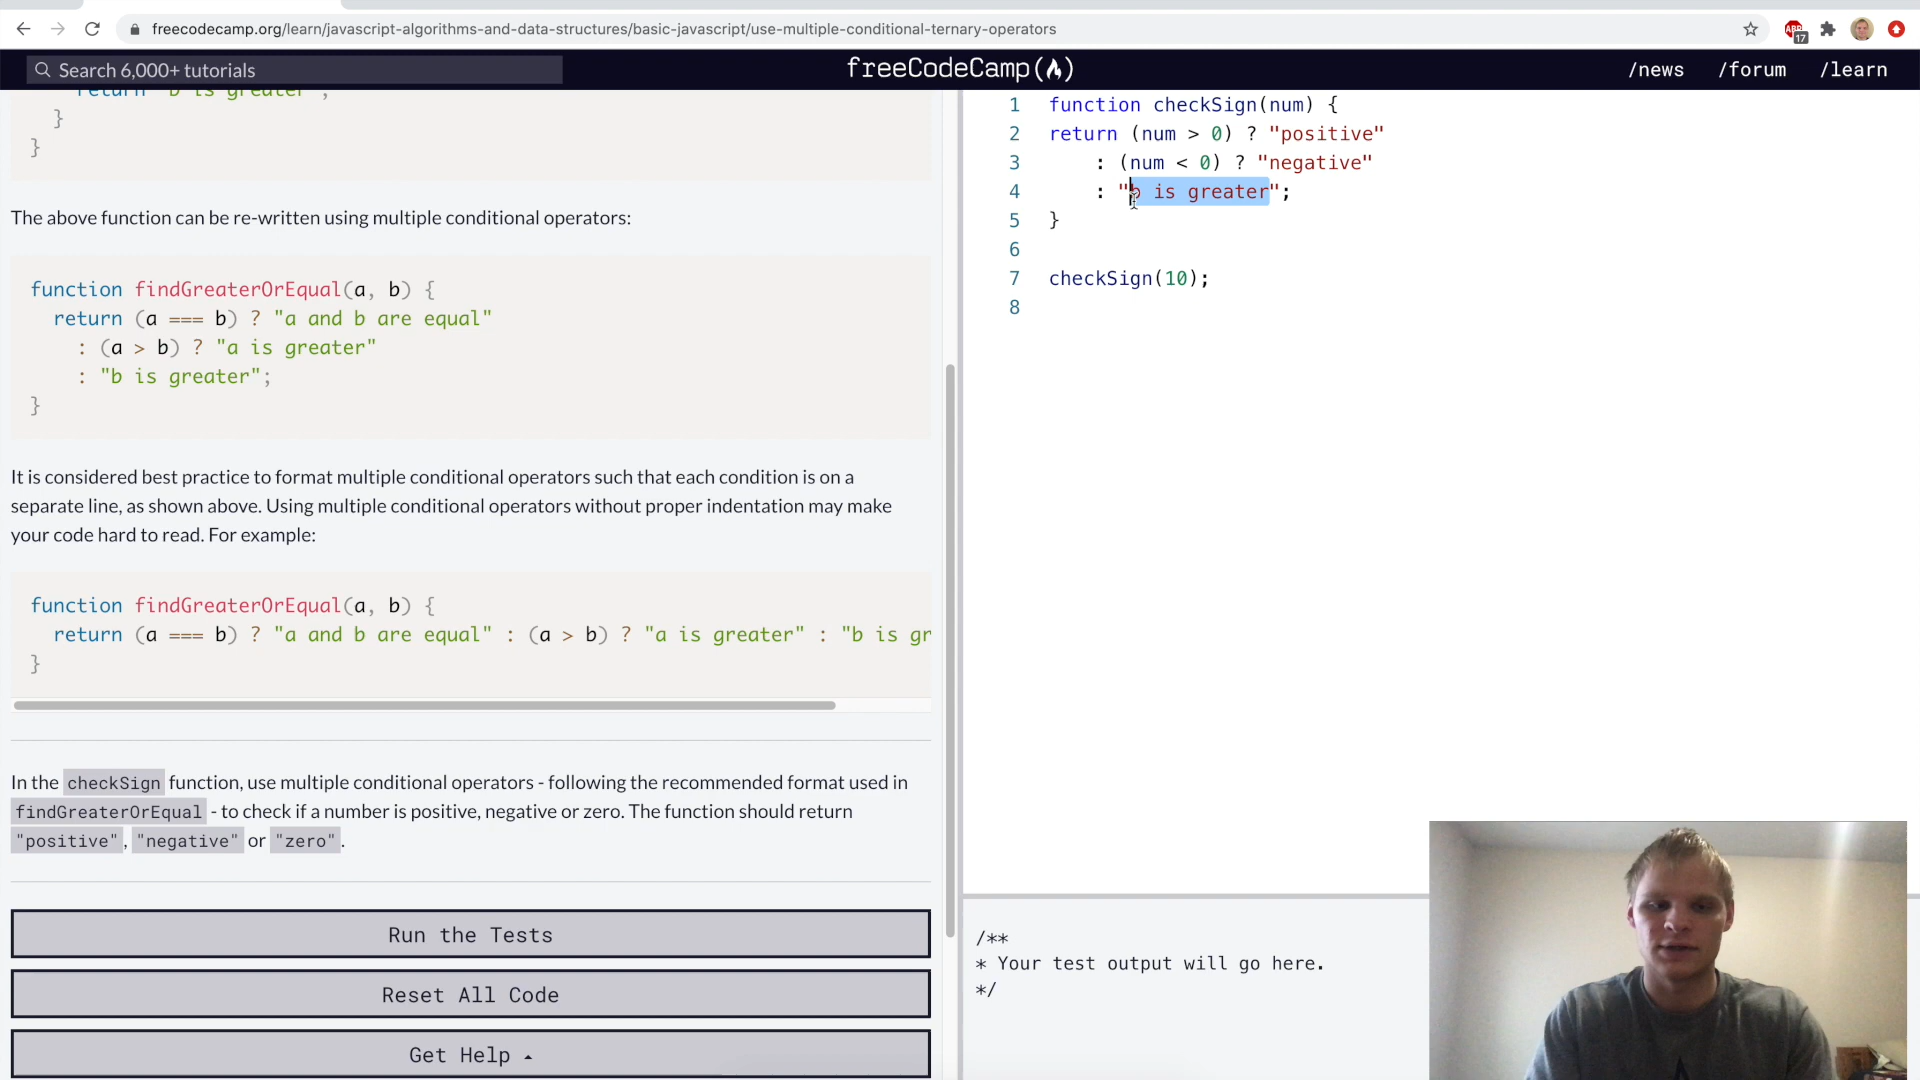 freecodecamp.org/learn/javascript-algorithms-and-data-structures/basic-javascript/use-multiple-conditional-ternary-operators
17
Search 6,000+ tutorials
freeCodeCamp
/news
/forum
/learn
return "b is greater";
}
}
The above function can be re-written using multiple conditional operators:
function findGreaterOrEqual(a, b) {
return (a === b) ? "a and b are equal"
: (a > b) ? "a is greater"
: "b is greater";
}
It is considered best practice to format multiple conditional operators such that each condition is on a
separate line, as shown above. Using multiple conditional operators without proper indentation may make
your code hard to read. For example:
function findGreaterOrEqual(a, b) {
return (a === b) ? "a and b are equal" : (a > b) ? "a is greater" : "b is gr
}
In the checkSign function, use multiple conditional operators - following the recommended format used in
findGreaterOrEqual - to check if a number is positive, negative or zero. The function should return
"positive", "negative" or "zero".
Run the Tests
Reset All Code
Get Help
1 function checkSign(num) {
2 return (num > 0) ? "positive"
3 : (num < 0) ? "negative"
4 : "b is greater";
5 }
6
7 checkSign(10);
8
/**
* Your test output will go here.
*/